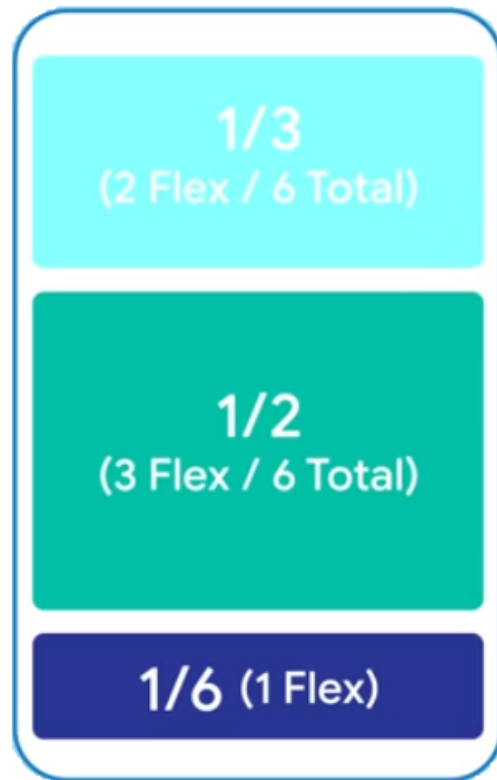 1/3
(2 Flex / 6 Total)
1/2
(3 Flex / 6 Total)
1/6 (1 Flex)